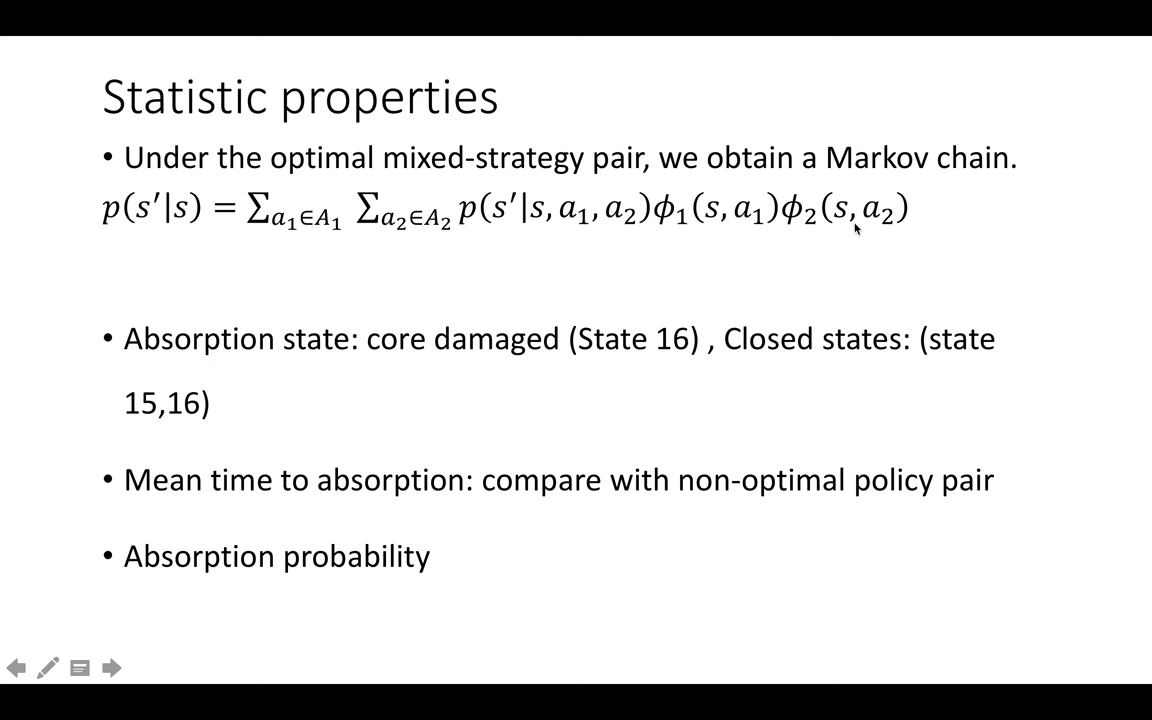 Statistic properties
• Under the optimal mixed-strategy pair, we obtain a Markov chain.
p(s′|s) = ∑a₁∈A₁ ∑a₂∈A₂ p(s′|s, a₁, a₂)ϕ₁(s, a₁)ϕ₂(s, a₂)
• Absorption state: core damaged (State 16) , Closed states: (state
15,16)
• Mean time to absorption: compare with non-optimal policy pair
• Absorption probability